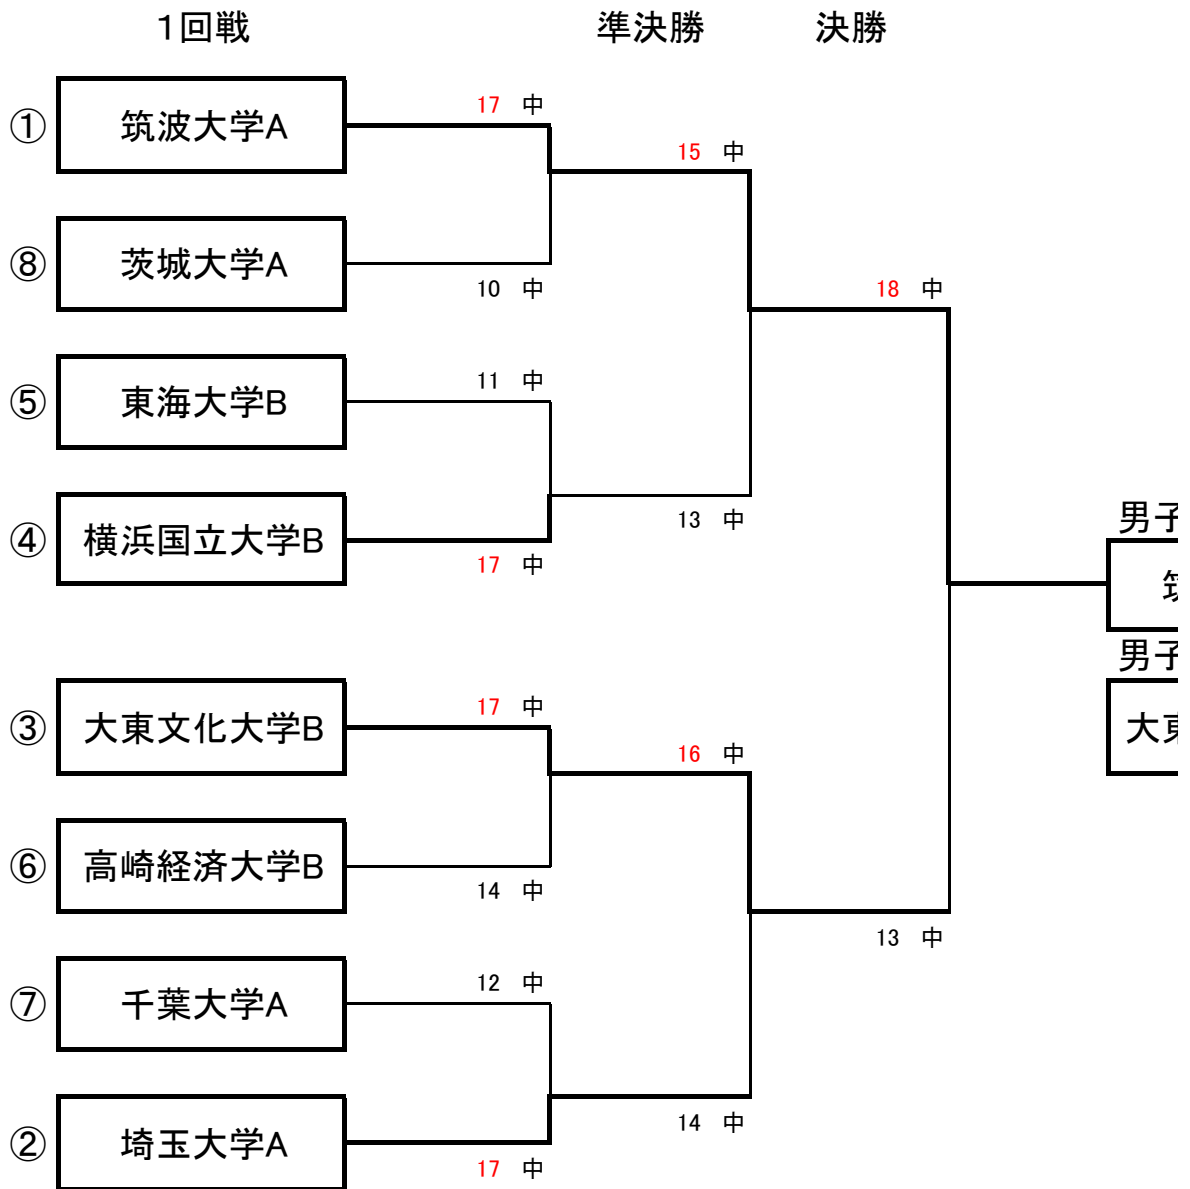 1回戦 準決勝 決勝
17 中
① 筑波大学A
15 中
⑧ 茨城大学A
10 中
18 中
11 中
⑤ 東海大学B
13 中
男子
④ 横浜国立大学B
17 中
筑
男子
17 中
③ 大東文化大学B
大東
16 中
⑥ 高崎経済大学B
14 中
13 中
12 中
⑦ 千葉大学A
14 中
② 埼玉大学A
17 中